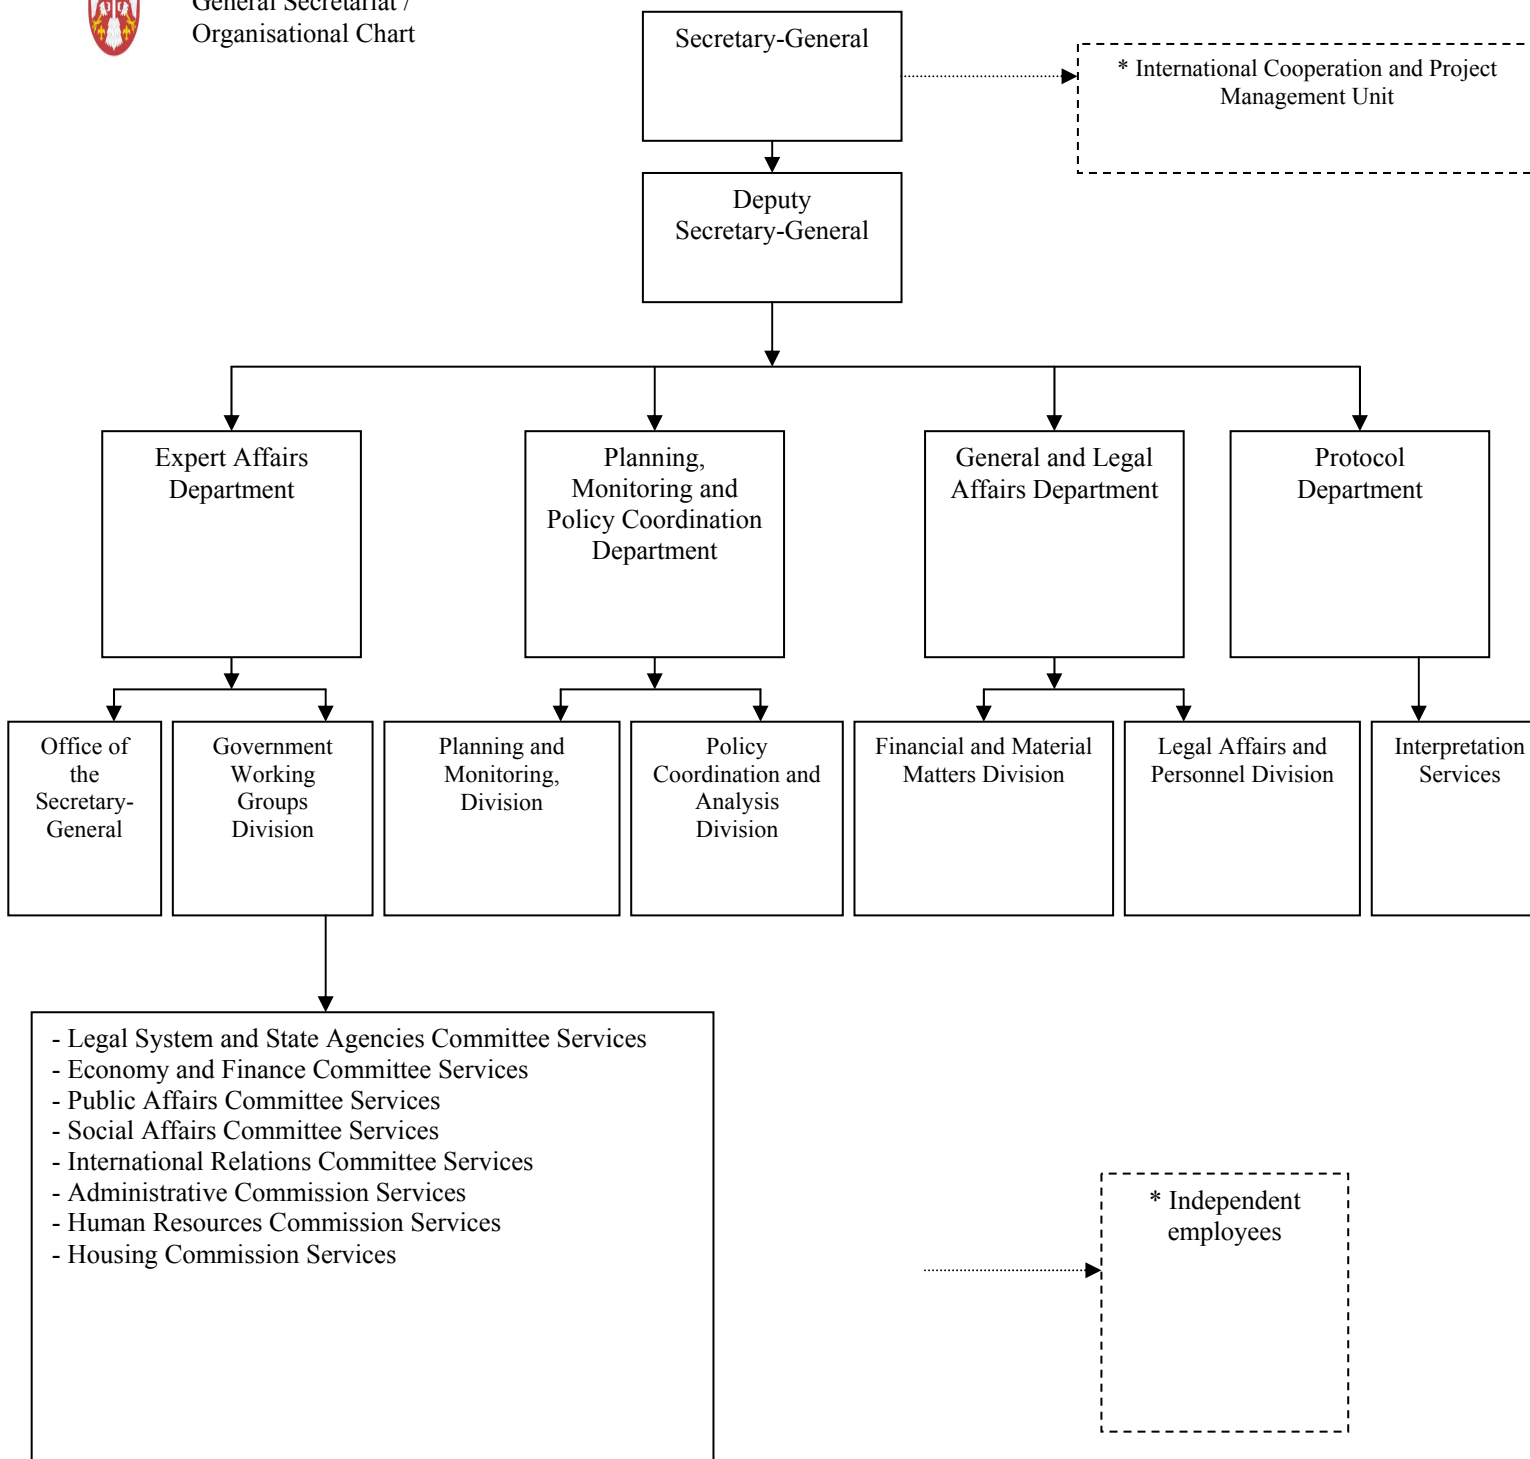 General Secretariat /
Organisational Chart
Secretary-General
* International Cooperation and Project
Management Unit
Deputy
Secretary-General
Expert Affairs
Department
Planning,
Monitoring and
Policy Coordination
Department
General and Legal
Affairs Department
Protocol
Department
Office of
the
Secretary-
General
Government
Working
Groups
Division
Planning and
Monitoring,
Division
Policy
Coordination and
Analysis
Division
Financial and Material
Matters Division
Legal Affairs and
Personnel Division
Interpretation
Services
- Legal System and State Agencies Committee Services
- Economy and Finance Committee Services
- Public Affairs Committee Services
- Social Affairs Committee Services
- International Relations Committee Services
- Administrative Commission Services
- Human Resources Commission Services
- Housing Commission Services
* Independent
employees